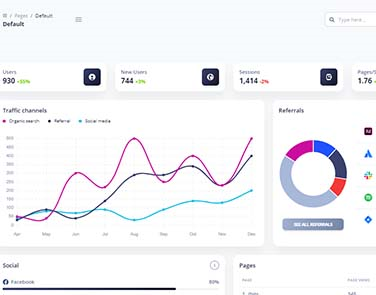 Pages / Default
Default
Type here...
Users
930 +55%
New Users
744 +3%
Sessions
1,414 -2%
Pages/S
1.76
Traffic channels
Organic search Referral Social media
Referrals
500
450
400
350
300
250
200
150
100
50
0
Apr May Jun Jul Aug Sep Oct Nov Dec
SEE ALL REFERRALS
Social
Facebook
80%
Pages
PAGE PAGE VIEWS